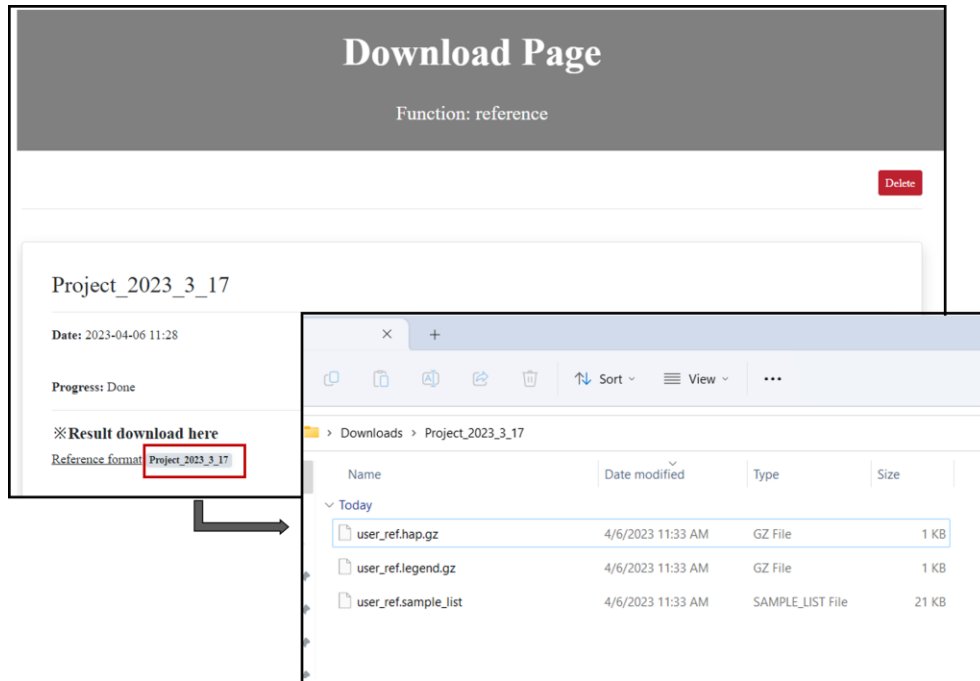 Download Page
Function: reference
Delete
Project_2023_3_17
Date: 2023-04-06 11:28
Progress: Done
※Result download here
Reference format Project_2023_3_17
Sort View
Downloads > Project_2023_3_17
Name Date modified Type Size
Today
user_ref.hap.gz 4/6/2023 11:33 AM GZ File 1 KB
user_ref.legend.gz 4/6/2023 11:33 AM GZ File 1 KB
user_ref.sample_list 4/6/2023 11:33 AM SAMPLE_LIST File 21 KB